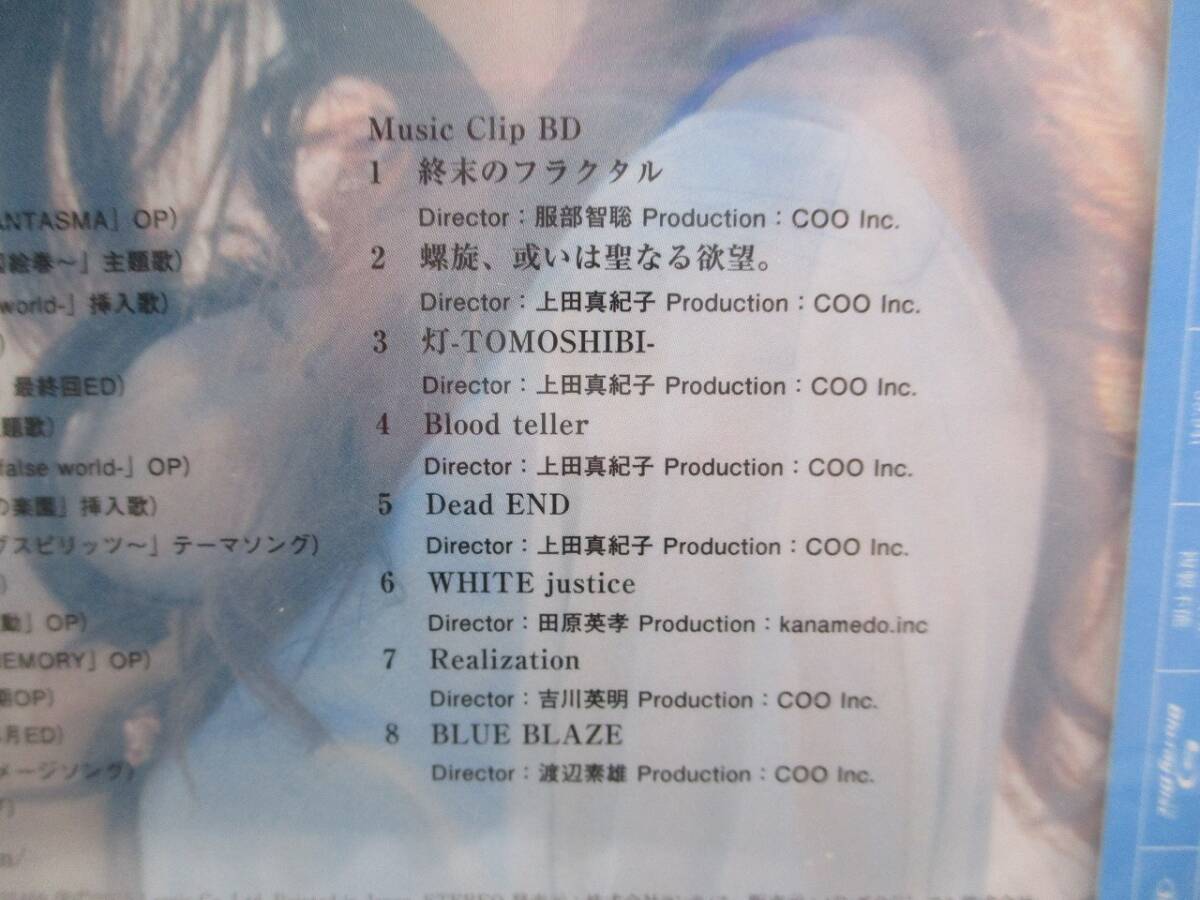 Music Clip BD
1 終末のフラクタル
Director：服部智聡 Production：COO Inc.
2 螺旋、或いは聖なる欲望。
Director：上田真紀子 Production：COO Inc.
3 灯-TOMOSHIBI-
Director：上田真紀子 Production：COO Inc.
4 Blood teller
Director：上田真紀子 Production：COO Inc.
5 Dead END
Director：上田真紀子 Production：COO Inc.
6 WHITE justice
Director：田原英孝 Production：kanamedo.inc
7 Realization
Director：吉川英明 Production：COO Inc.
8 BLUE BLAZE
Director：渡辺素雄 Production：COO Inc.
ANTASMA」OP)
絵巻～」主題歌)
world-」挿入歌)
最終回ED)
題歌)
false world-」OP)
の楽園」挿入歌)
ブスピリッツ～」テーマソング)
動」OP)
MEMORY」OP)
期OP)
月ED)
メージソング)